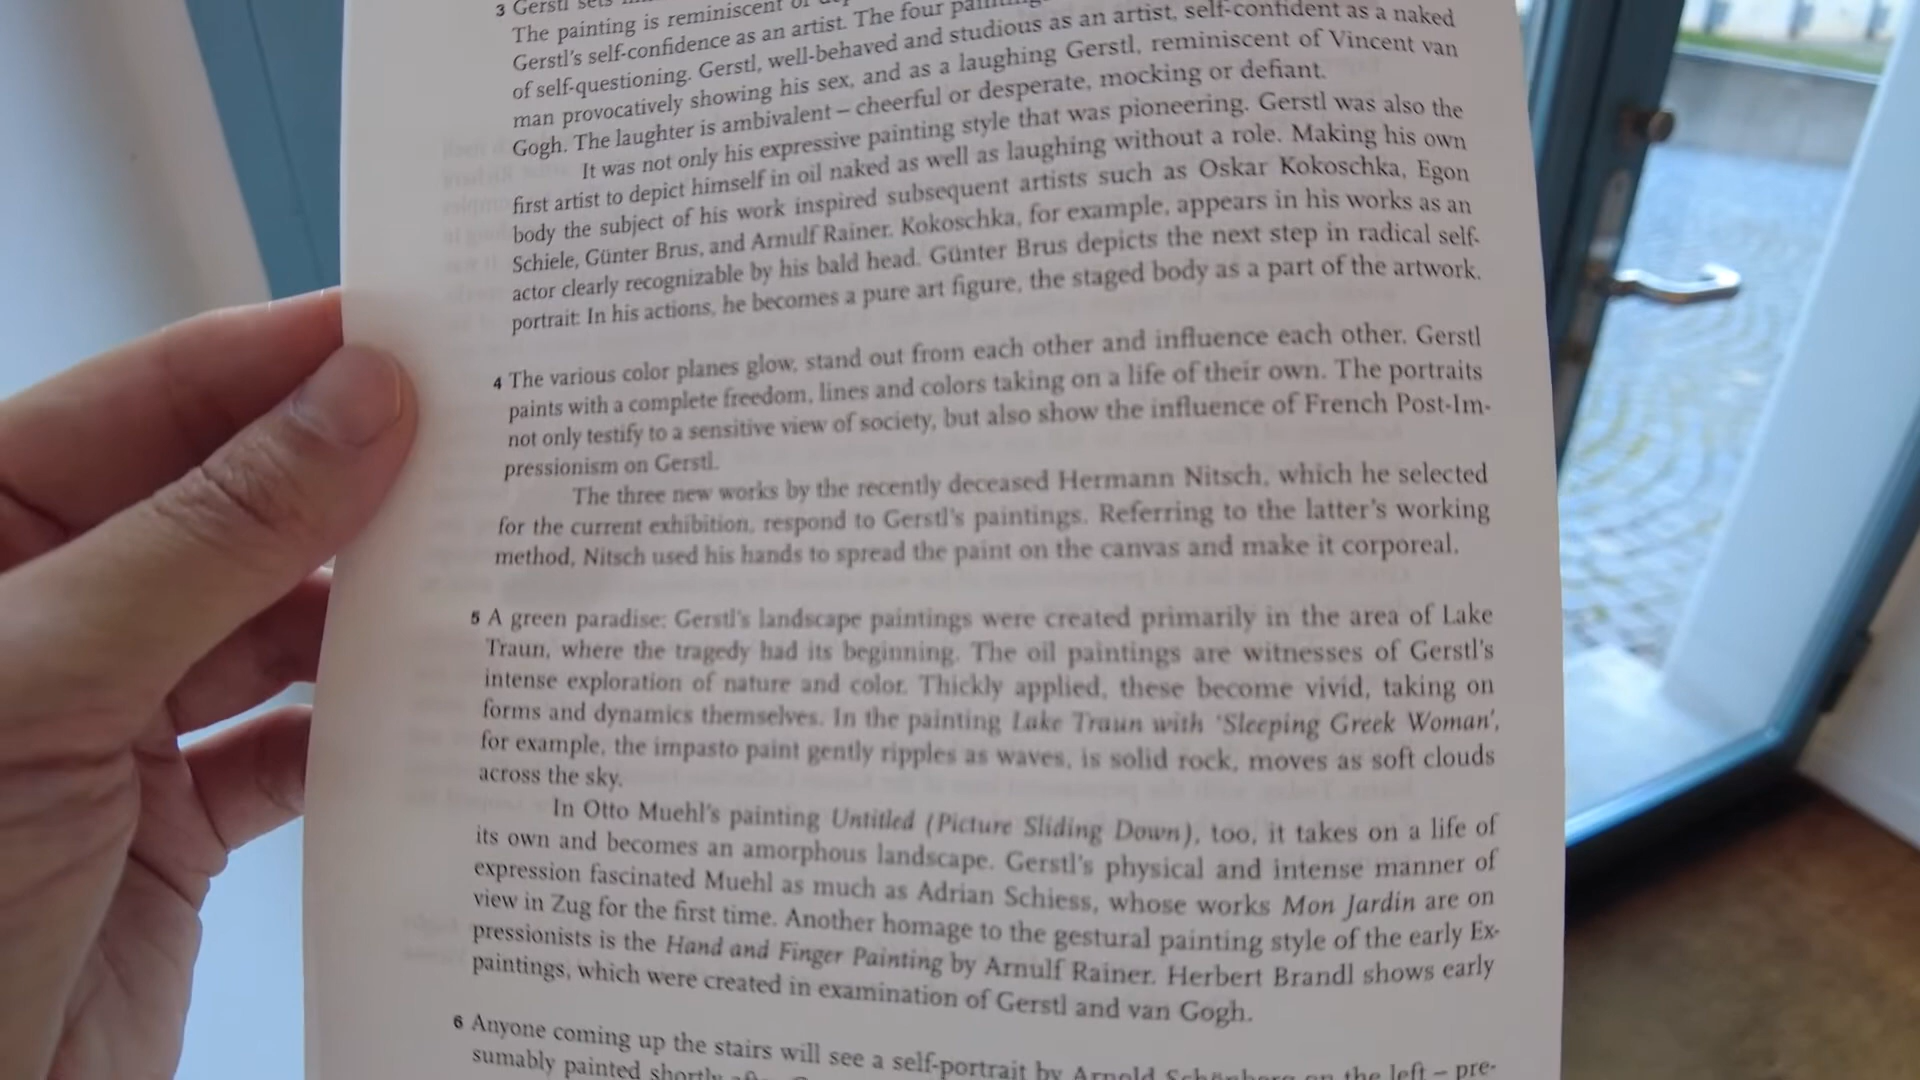 3 Gerstl sets
The painting is reminiscent of
Gerstl's self-confidence as an artist. The four
of self-questioning. Gerstl, well-behaved and studious as an artist, self-confident as a naked
man provocatively showing his sex, and as a laughing Gerstl, reminiscent of Vincent van
Gogh. The laughter is ambivalent – cheerful or desperate, mocking or defiant.
It was not only his expressive painting style that was pioneering. Gerstl was also the
first artist to depict himself in oil naked as well as laughing without a role. Making his own
body the subject of his work inspired subsequent artists such as Oskar Kokoschka, Egon
Schiele, Günter Brus, and Arnulf Rainer. Kokoschka, for example, appears in his works as an
actor clearly recognizable by his bald head. Günter Brus depicts the next step in radical self-
portrait: In his actions, he becomes a pure art figure, the staged body as a part of the artwork.
4 The various color planes glow, stand out from each other and influence each other. Gerstl
paints with a complete freedom, lines and colors taking on a life of their own. The portraits
not only testify to a sensitive view of society, but also show the influence of French Post-Im-
pressionism on Gerstl.
The three new works by the recently deceased Hermann Nitsch, which he selected
for the current exhibition, respond to Gerstl's paintings. Referring to the latter's working
method, Nitsch used his hands to spread the paint on the canvas and make it corporeal.
5 A green paradise: Gerstl's landscape paintings were created primarily in the area of Lake
Traun, where the tragedy had its beginning. The oil paintings are witnesses of Gerstl's
intense exploration of nature and color. Thickly applied, these become vivid, taking on
forms and dynamics themselves. In the painting Lake Traun with 'Sleeping Greek Woman',
for example, the impasto paint gently ripples as waves, is solid rock, moves as soft clouds
across the sky.
In Otto Muehl's painting Untitled (Picture Sliding Down), too, it takes on a life of
its own and becomes an amorphous landscape. Gerstl's physical and intense manner of
expression fascinated Muehl as much as Adrian Schiess, whose works Mon Jardin are on
view in Zug for the first time. Another homage to the gestural painting style of the early Ex-
pressionists is the Hand and Finger Painting by Arnulf Rainer. Herbert Brandl shows early
paintings, which were created in examination of Gerstl and van Gogh.
6 Anyone coming up the stairs will see a self-portrait by Arnold Schönberg on the left – pre-
sumably painted shortly